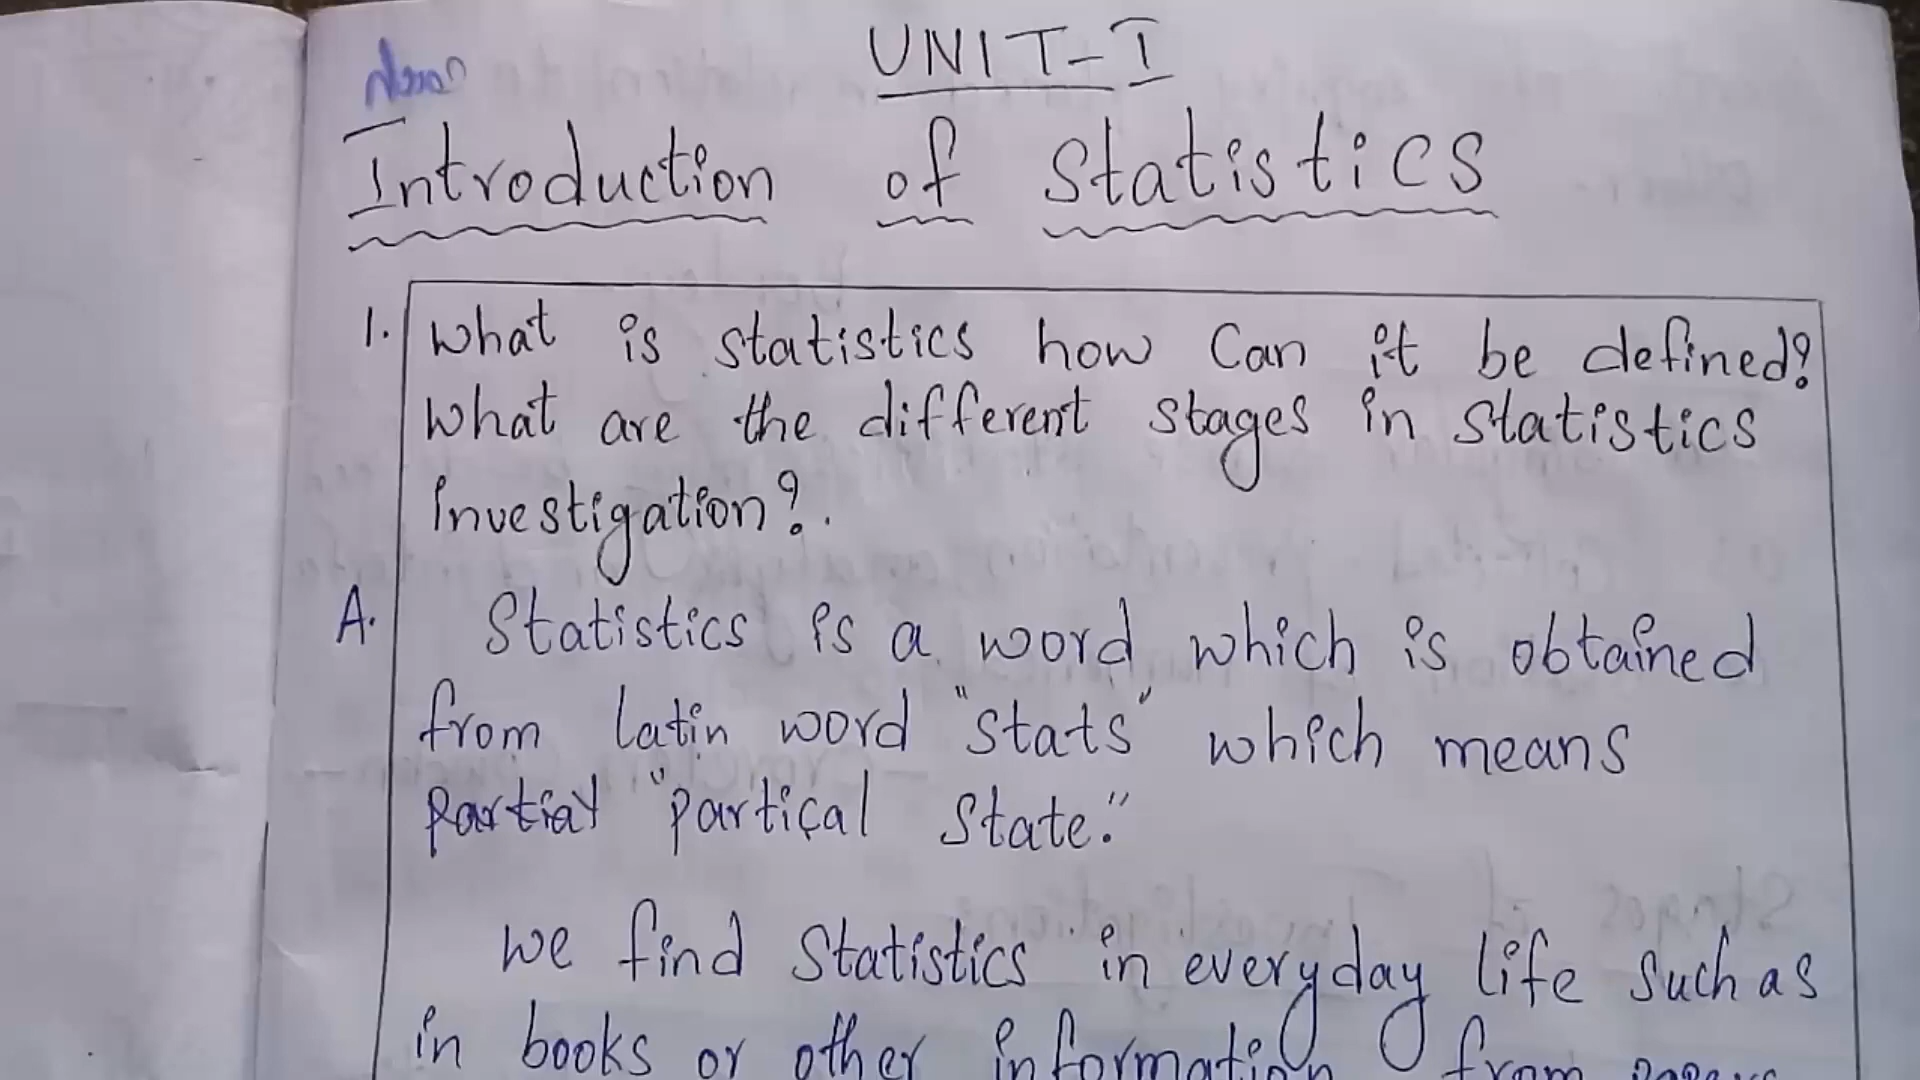 UNIT-I
Introduction of Statistics
1. What is statistics how Can it be defined?
What are the different stages in statistics
investigation?.
A. Statistics is a word which is obtained
from latin word "stats" which means
partial "partical State."
We find Statistics in everyday life Such as
in books or other information from papers